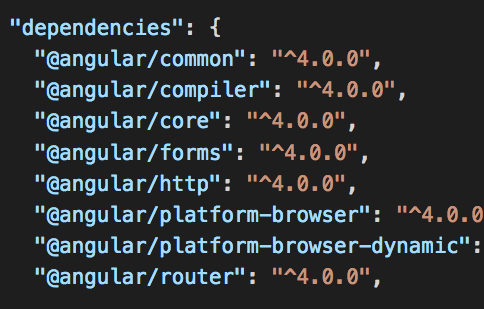 "dependencies": {
"@angular/common": "^4.0.0",
"@angular/compiler": "^4.0.0",
"@angular/core": "^4.0.0",
"@angular/forms": "^4.0.0",
"@angular/http": "^4.0.0",
"@angular/platform-browser": "^4.0.0
"@angular/platform-browser-dynamic":
"@angular/router": "^4.0.0",